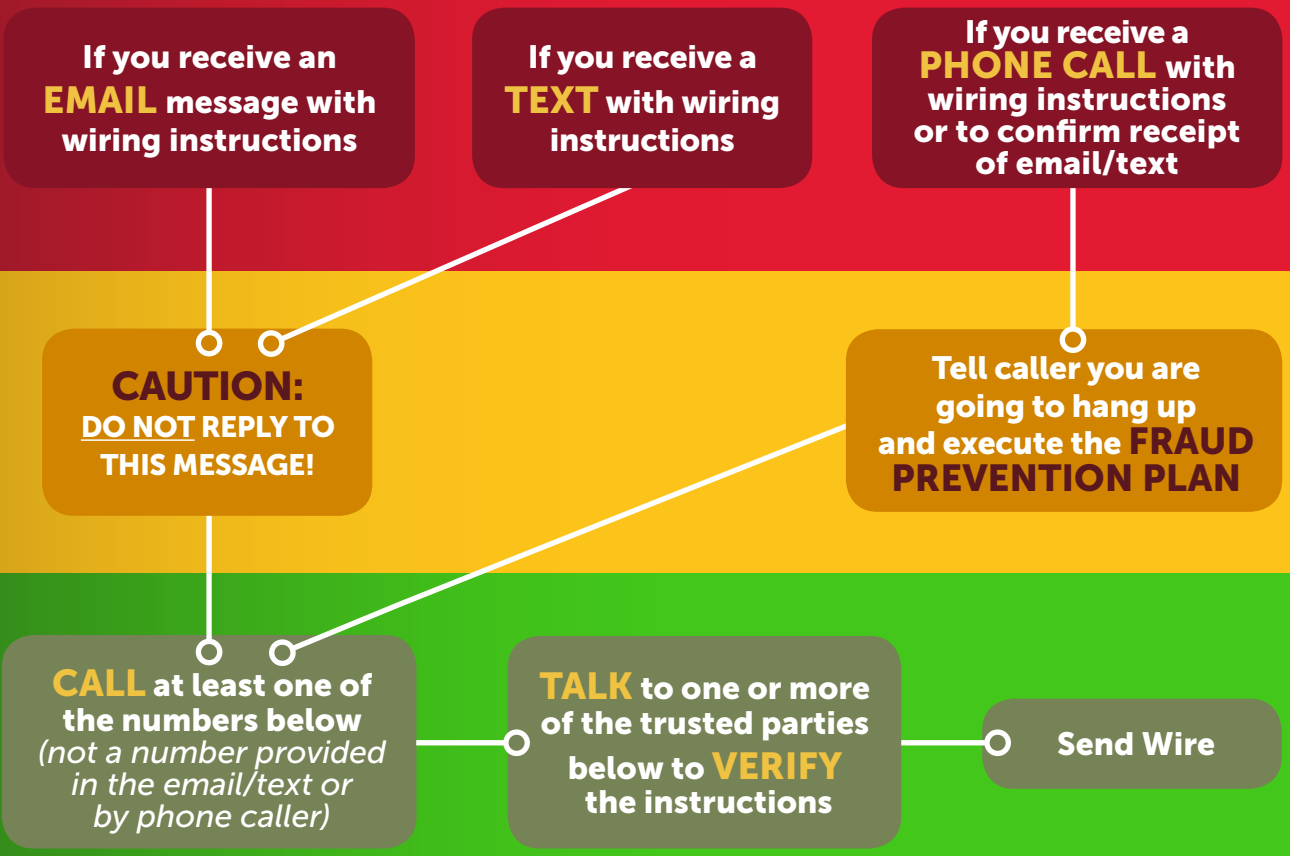 If you receive an
EMAIL message with
wiring instructions
If you receive a
TEXT with wiring
instructions
If you receive a
PHONE CALL with
wiring instructions
or to confirm receipt
of email/text
CAUTION:
DO NOT REPLY TO
THIS MESSAGE!
Tell caller you are
going to hang up
and execute the FRAUD
PREVENTION PLAN
CALL at least one of
the numbers below
(not a number provided
in the email/text or
by phone caller)
TALK to one or more
of the trusted parties
below to VERIFY
the instructions
Send Wire